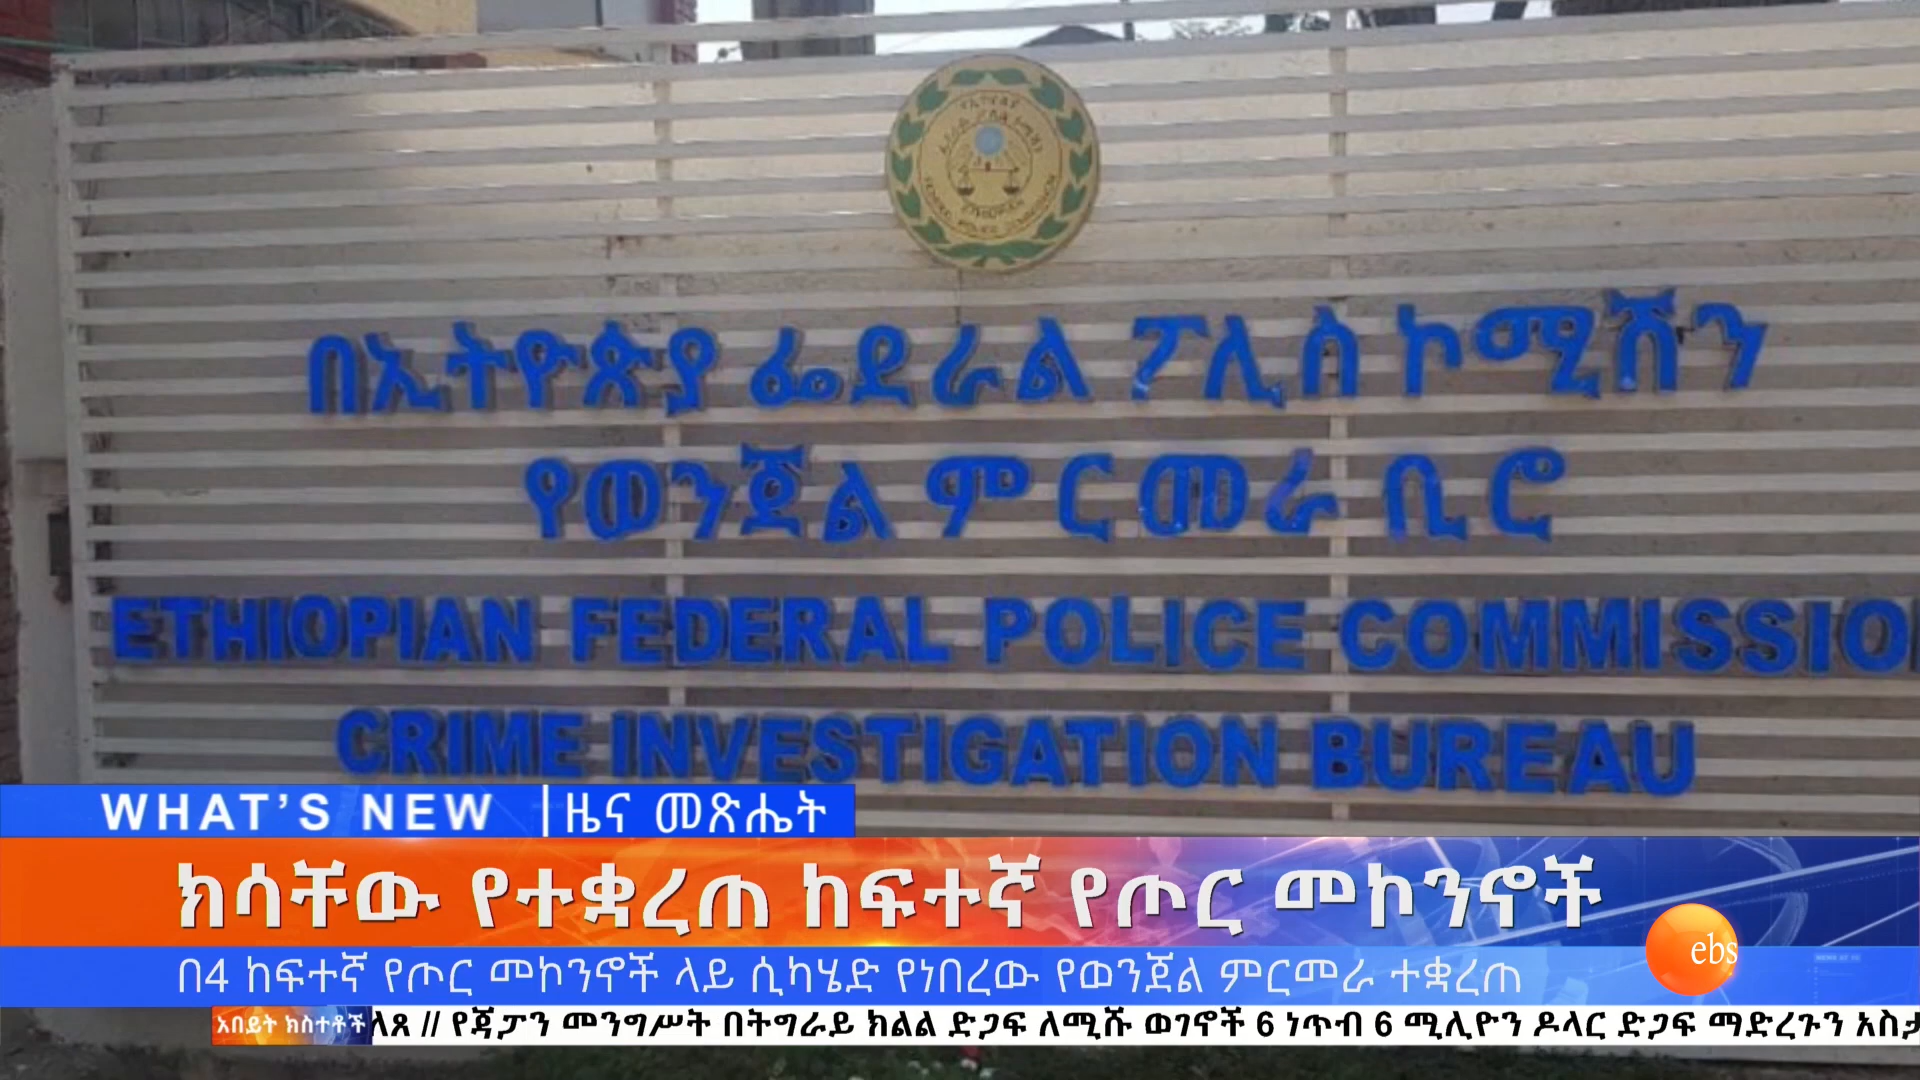 በኢትዮጵያ ፌደራል ፖሊስ ኮሚሽን
የወንጀል ምርመራ ቢሮ
ETHIOPIAN FEDERAL POLICE COMMISSIO
CRIME INVESTIGATION BUREAU
WHAT'S NEW |ዜና መጽሔት
ክሳቸው የተቋረጠ ከፍተኛ የጦር መኮንኖች
በ4 ከፍተኛ የጦር መኮንኖች ላይ ሲካሄድ የነበረው የወንጀል ምርመራ ተቋረጠ
ebs
አበይት ክስተቶች ለጸ // የጃፓን መንግሥት በትግራይ ክልል ድጋፍ ለሚሹ ወገኖች 6 ነጥብ 6 ሚሊዮን ዶላር ድጋፍ ማድረጉን አስታ